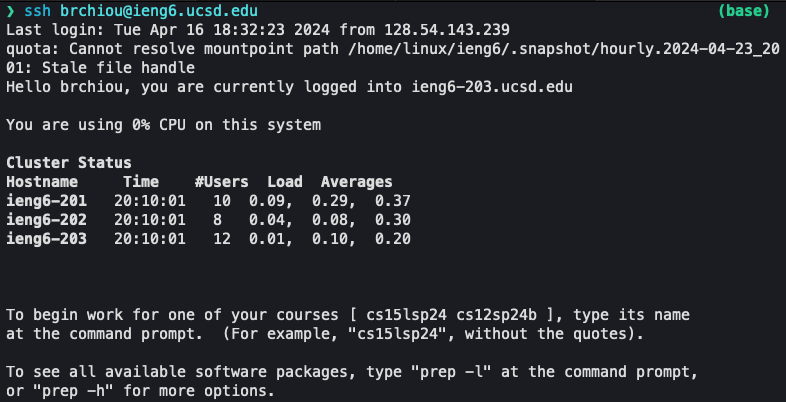 ❯ ssh brchiou@ieng6.ucsd.edu (base)
Last login: Tue Apr 16 18:32:23 2024 from 128.54.143.239
quota: Cannot resolve mountpoint path /home/linux/ieng6/.snapshot/hourly.2024-04-23_20
01: Stale file handle
Hello brchiou, you are currently logged into ieng6-203.ucsd.edu
You are using 0% CPU on this system
Cluster Status
Hostname     Time    #Users  Load  Averages
ieng6-201   20:10:01   10  0.09,  0.29,  0.37
ieng6-202   20:10:01   8   0.04,  0.08,  0.30
ieng6-203   20:10:01   12  0.01,  0.10,  0.20
To begin work for one of your courses [ cs15lsp24 cs12sp24b ], type its name
at the command prompt.  (For example, "cs15lsp24", without the quotes).
To see all available software packages, type "prep -l" at the command prompt,
or "prep -h" for more options.